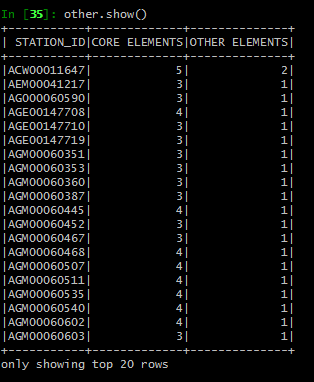 In [35]: other.show()
+-----------+-------------+--------------+
| STATION_ID|CORE ELEMENTS|OTHER ELEMENTS|
+-----------+-------------+--------------+
|ACW00011647|            5|             2|
|AEM00041217|            3|             1|
|AG000060590|            3|             1|
|AGE00147708|            4|             1|
|AGE00147710|            3|             1|
|AGE00147719|            3|             1|
|AGM00060351|            3|             1|
|AGM00060353|            3|             1|
|AGM00060360|            3|             1|
|AGM00060387|            3|             1|
|AGM00060445|            4|             1|
|AGM00060452|            3|             1|
|AGM00060467|            3|             1|
|AGM00060468|            4|             1|
|AGM00060507|            4|             1|
|AGM00060511|            4|             1|
|AGM00060535|            4|             1|
|AGM00060540|            4|             1|
|AGM00060602|            4|             1|
|AGM00060603|            3|             1|
+-----------+-------------+--------------+
only showing top 20 rows